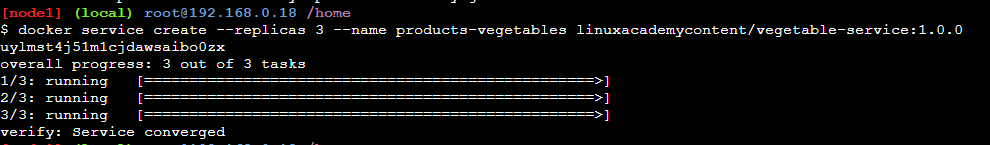 [node1] (local) root@192.168.0.18 /home
$ docker service create --replicas 3 --name products-vegetables linuxacademycontent/vegetable-service:1.0.0
uylmst4j51m1cjdawsaibo0zx
overall progress: 3 out of 3 tasks
1/3: running   [==================================================>]
2/3: running   [==================================================>]
3/3: running   [==================================================>]
verify: Service converged